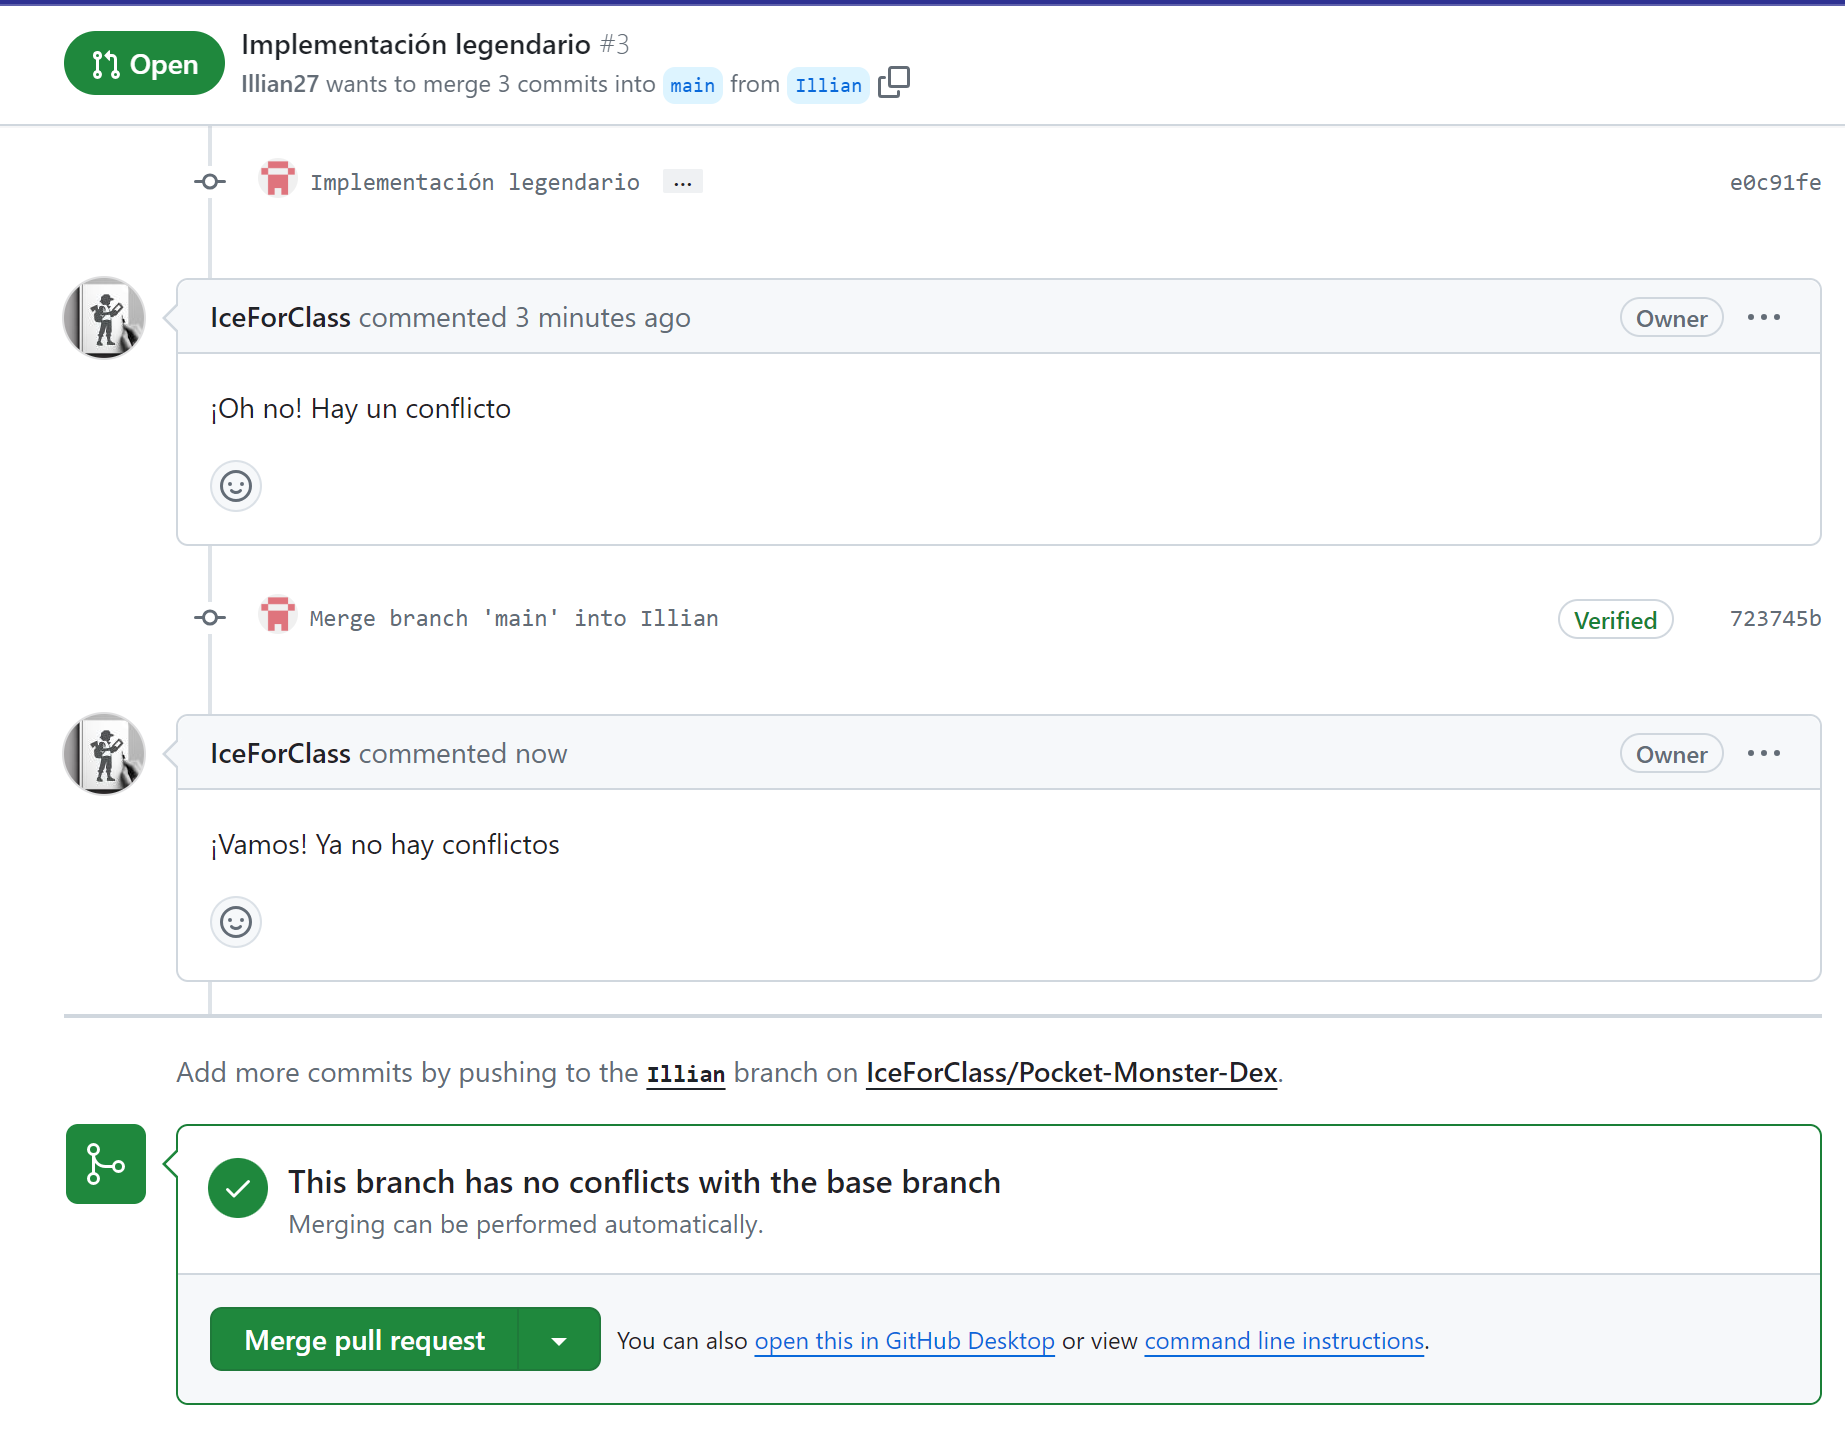 Open
Implementación legendario #3
Illian27 wants to merge 3 commits into main from Illian
Implementación legendario ... e0c91fe
IceForClass commented 3 minutes ago Owner ...
¡Oh no! Hay un conflicto
Merge branch 'main' into Illian Verified 723745b
IceForClass commented now Owner ...
¡Vamos! Ya no hay conflictos
Add more commits by pushing to the Illian branch on IceForClass/Pocket-Monster-Dex.
This branch has no conflicts with the base branch
Merging can be performed automatically.
Merge pull request You can also open this in GitHub Desktop or view command line instructions.